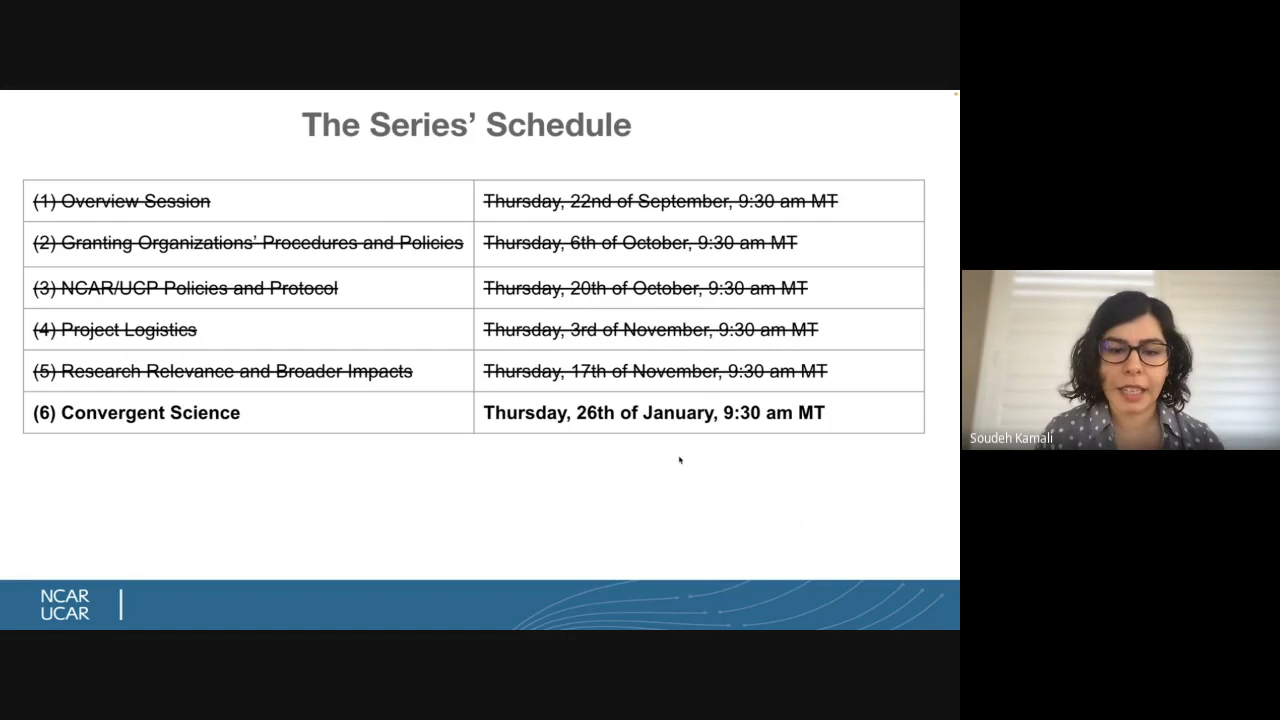 The Series’ Schedule
(1) Overview Session
Thursday, 22nd of September, 9:30 am MT
(2) Granting Organizations’ Procedures and Policies
Thursday, 6th of October, 9:30 am MT
(3) NCAR/UCP Policies and Protocol
Thursday, 20th of October, 9:30 am MT
(4) Project Logistics
Thursday, 3rd of November, 9:30 am MT
(5) Research Relevance and Broader Impacts
Thursday, 17th of November, 9:30 am MT
(6) Convergent Science
Thursday, 26th of January, 9:30 am MT
Soudeh Kamali
NCAR
UCAR